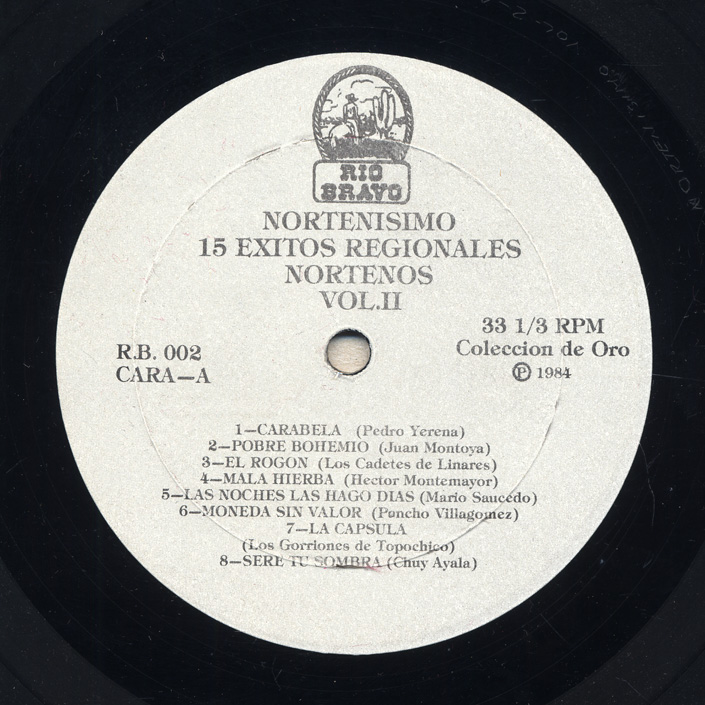 RIO
BRAVO
NORTENISIMO
15 EXITOS REGIONALES
NORTENOS
VOL.II
R.B. 002
CARA—A
33 1/3 RPM
Coleccion de Oro
Ⓟ 1984
1—CARABELA (Pedro Yerena)
2—POBRE BOHEMIO (Juan Montoya)
3—EL ROGON (Los Cadetes de Linares)
4—MALA HIERBA (Hector Montemayor)
5—LAS NOCHES LAS HAGO DIAS (Mario Saucedo)
6—MONEDA SIN VALOR (Pancho Villagomez)
7—LA CAPSULA
(Los Gorriones de Topochico)
8—SERE TU SOMBRA (Chuy Ayala)
NORTENISIMO VOL-2-